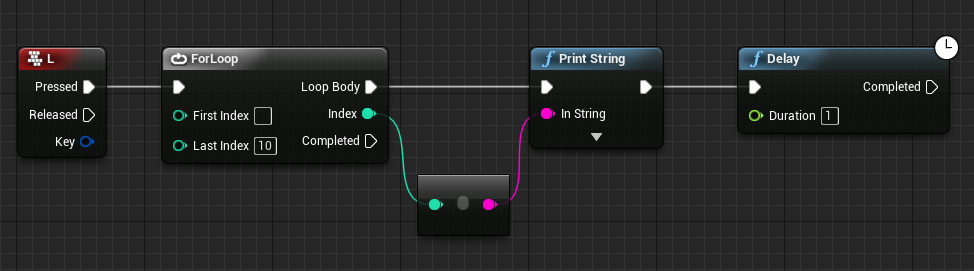 L
Pressed
Released
Key
ForLoop
First Index
Last Index 10
Loop Body
Index
Completed
f Print String
In String
f Delay
Duration 1
Completed